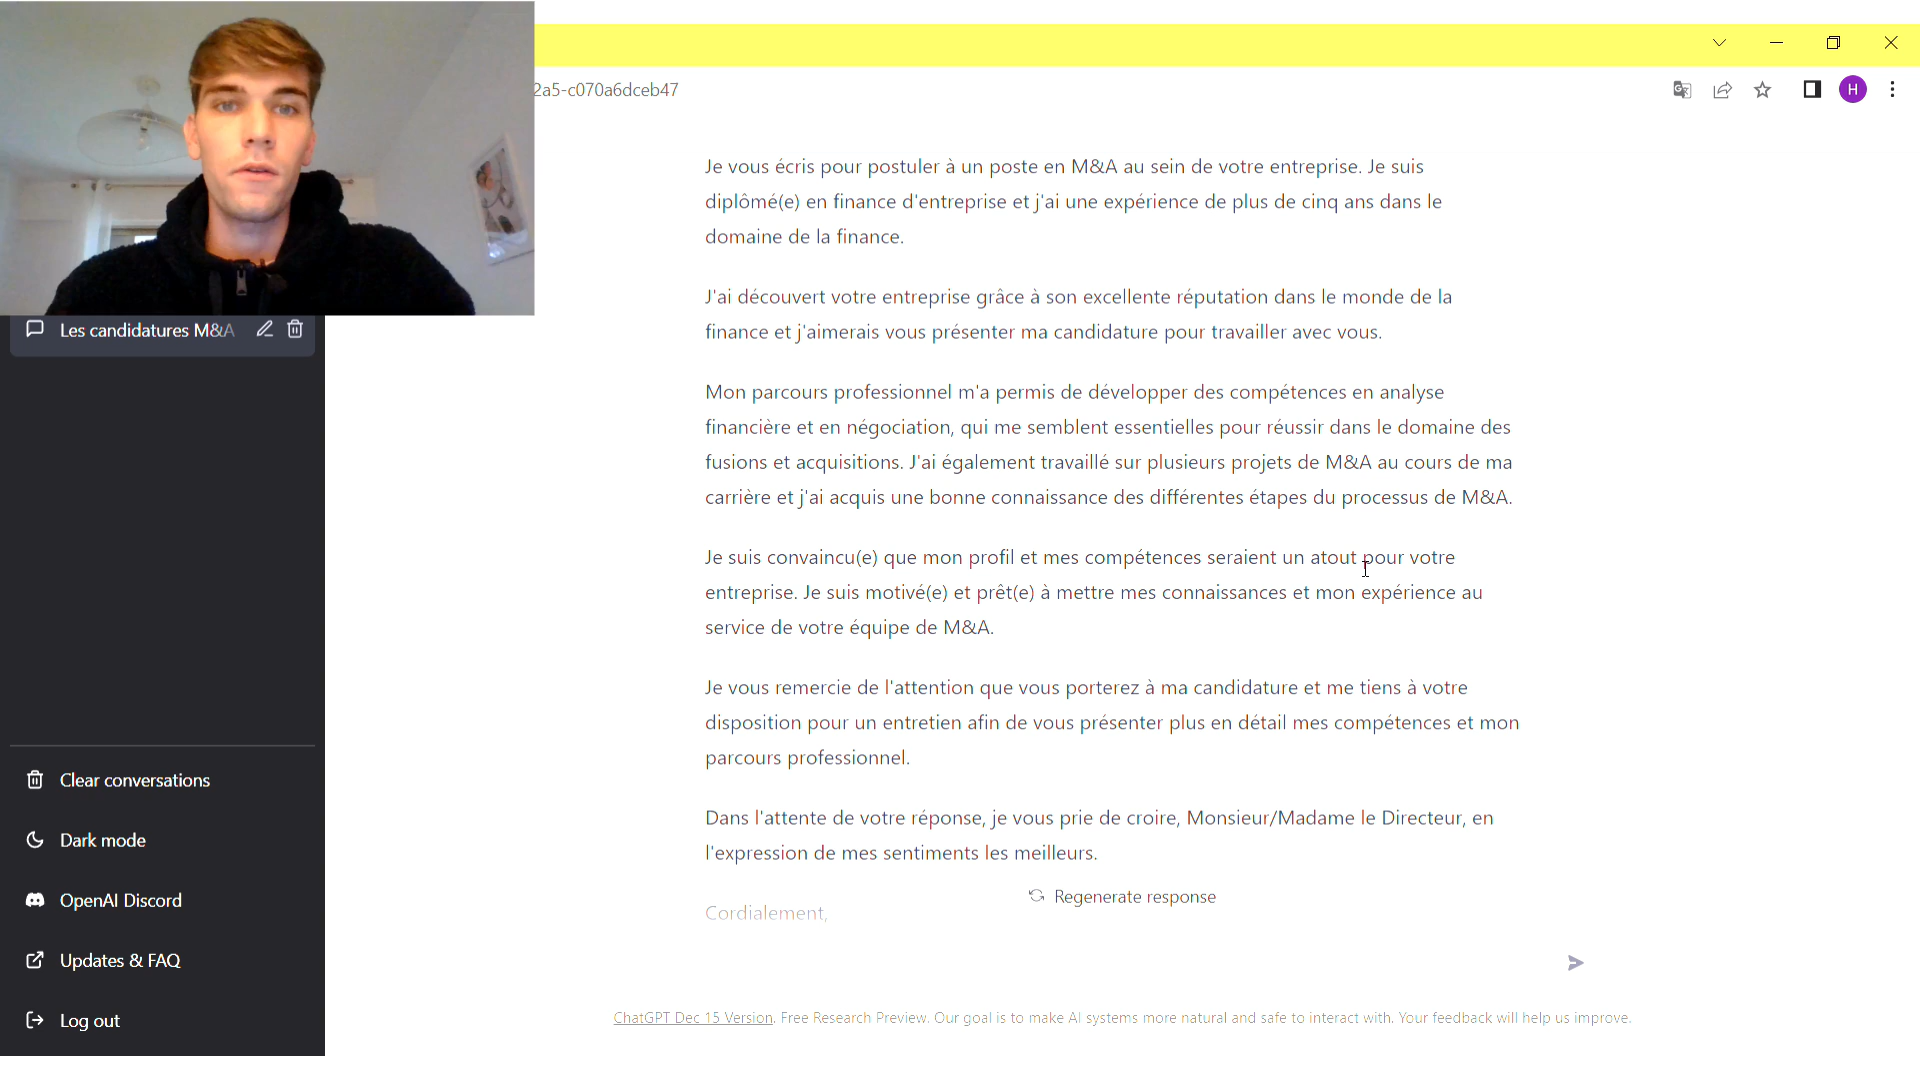 2a5-c070a6dceb47
H
Je vous écris pour postuler à un poste en M&A au sein de votre entreprise. Je suis
diplômé(e) en finance d'entreprise et j'ai une expérience de plus de cinq ans dans le
domaine de la finance.
J'ai découvert votre entreprise grâce à son excellente réputation dans le monde de la
finance et j'aimerais vous présenter ma candidature pour travailler avec vous.
Mon parcours professionnel m'a permis de développer des compétences en analyse
financière et en négociation, qui me semblent essentielles pour réussir dans le domaine des
fusions et acquisitions. J'ai également travaillé sur plusieurs projets de M&A au cours de ma
carrière et j'ai acquis une bonne connaissance des différentes étapes du processus de M&A.
Je suis convaincu(e) que mon profil et mes compétences seraient un atout pour votre
entreprise. Je suis motivé(e) et prêt(e) à mettre mes connaissances et mon expérience au
service de votre équipe de M&A.
Je vous remercie de l'attention que vous porterez à ma candidature et me tiens à votre
disposition pour un entretien afin de vous présenter plus en détail mes compétences et mon
parcours professionnel.
Dans l'attente de votre réponse, je vous prie de croire, Monsieur/Madame le Directeur, en
l'expression de mes sentiments les meilleurs.
Cordialement,
Regenerate response
Les candidatures M&A
Clear conversations
Dark mode
OpenAI Discord
Updates & FAQ
Log out
ChatGPT Dec 15 Version. Free Research Preview. Our goal is to make AI systems more natural and safe to interact with. Your feedback will help us improve.